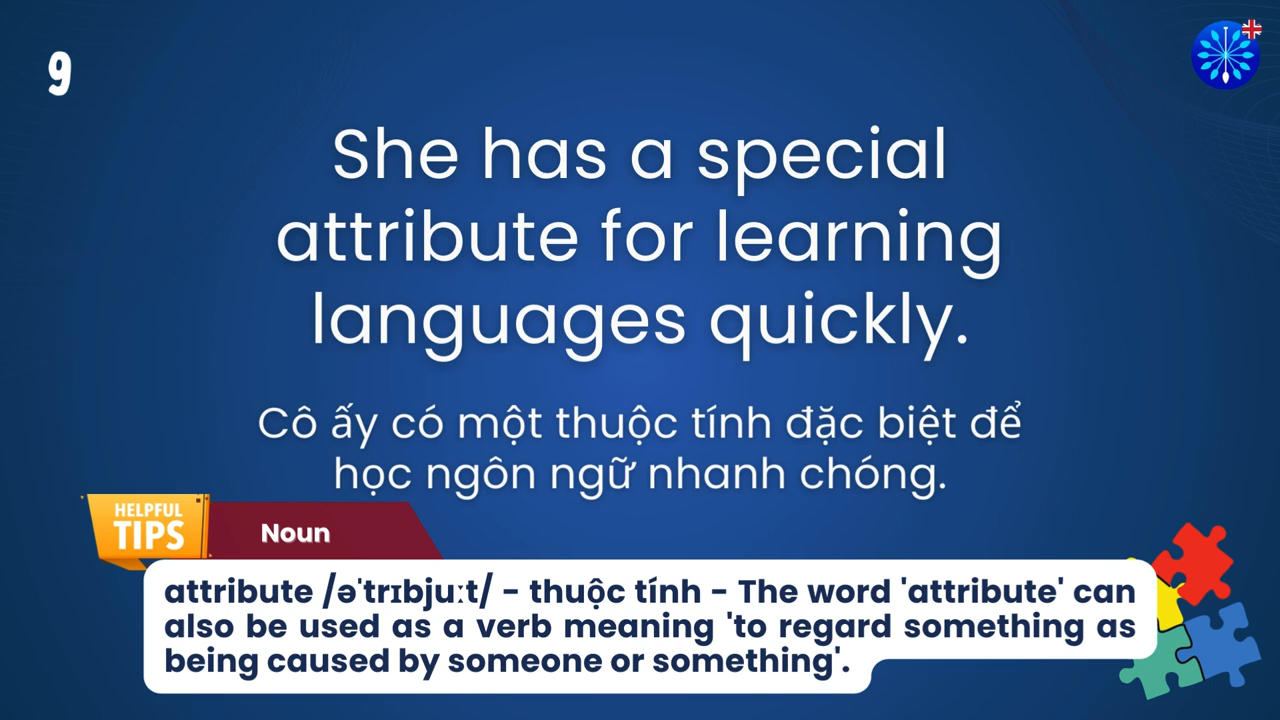 9
She has a special
attribute for learning
languages quickly.
Cô ấy có một thuộc tính đặc biệt để
học ngôn ngữ nhanh chóng.
HELPFUL
TIPS
Noun
attribute /əˈtrɪbjuːt/ - thuộc tính - The word 'attribute' can
also be used as a verb meaning 'to regard something as
being caused by someone or something'.